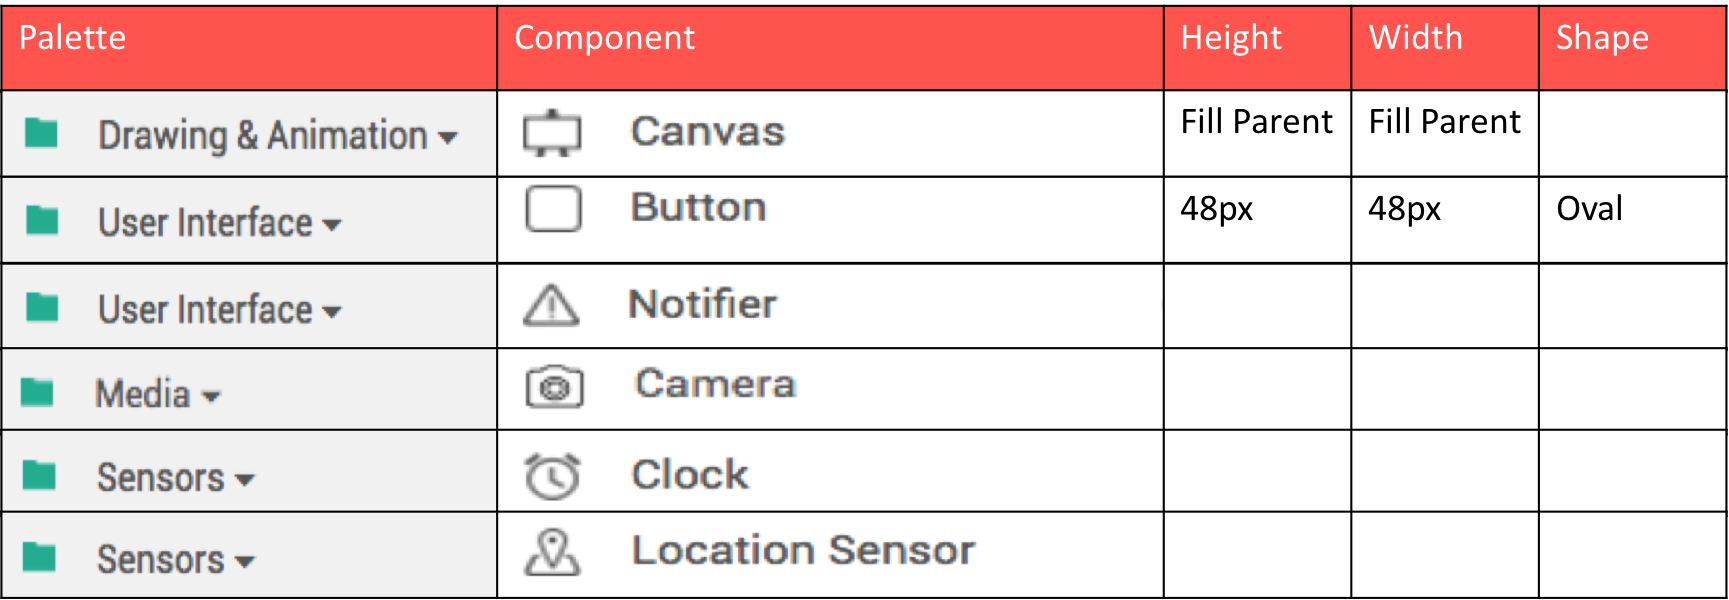 Palette Component Height Width Shape
Drawing & Animation Canvas Fill Parent Fill Parent
User Interface Button 48px 48px Oval
User Interface Notifier
Media Camera
Sensors Clock
Sensors Location Sensor